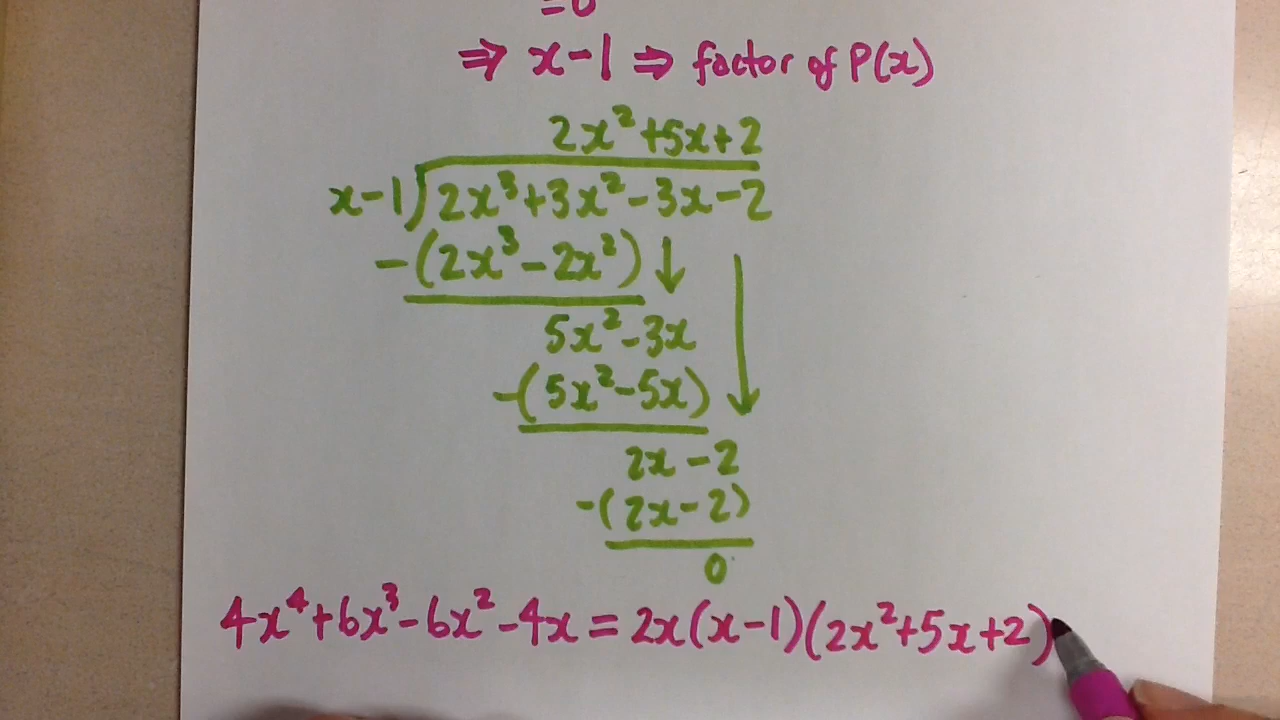 =0
⇒ x-1 ⇒ factor of P(x)
2x²+5x+2
x-1)2x³+3x²-3x-2
-(2x³-2x²)↓
5x²-3x
-(5x²-5x)↓
2x-2
-(2x-2)
0
4x⁴+6x³-6x²-4x=2x(x-1)(2x²+5x+2)